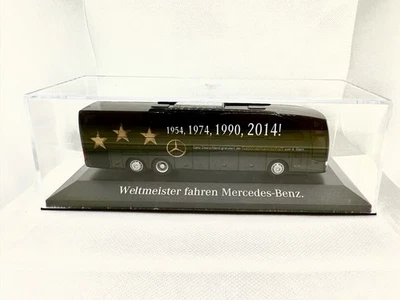 1954, 1974, 1990, 2014!
Weltmeister fahren Mercedes-Benz.